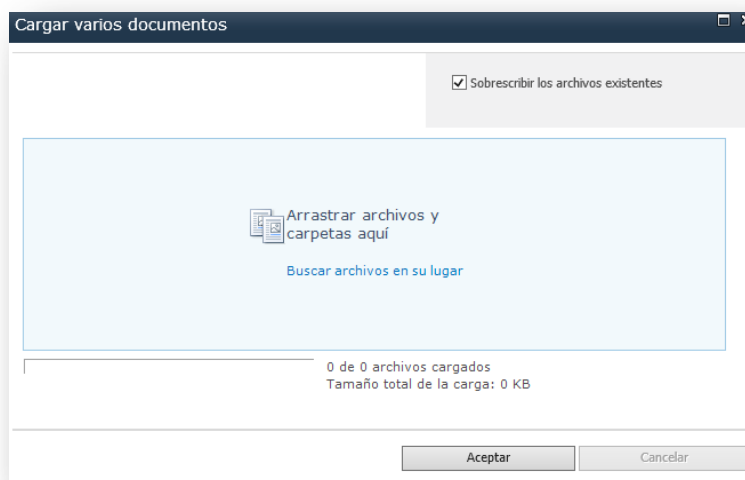 Cargar varios documentos
Sobrescribir los archivos existentes
Arrastrar archivos y
carpetas aquí
Buscar archivos en su lugar
0 de 0 archivos cargados
Tamaño total de la carga: 0 KB
Aceptar
Cancelar